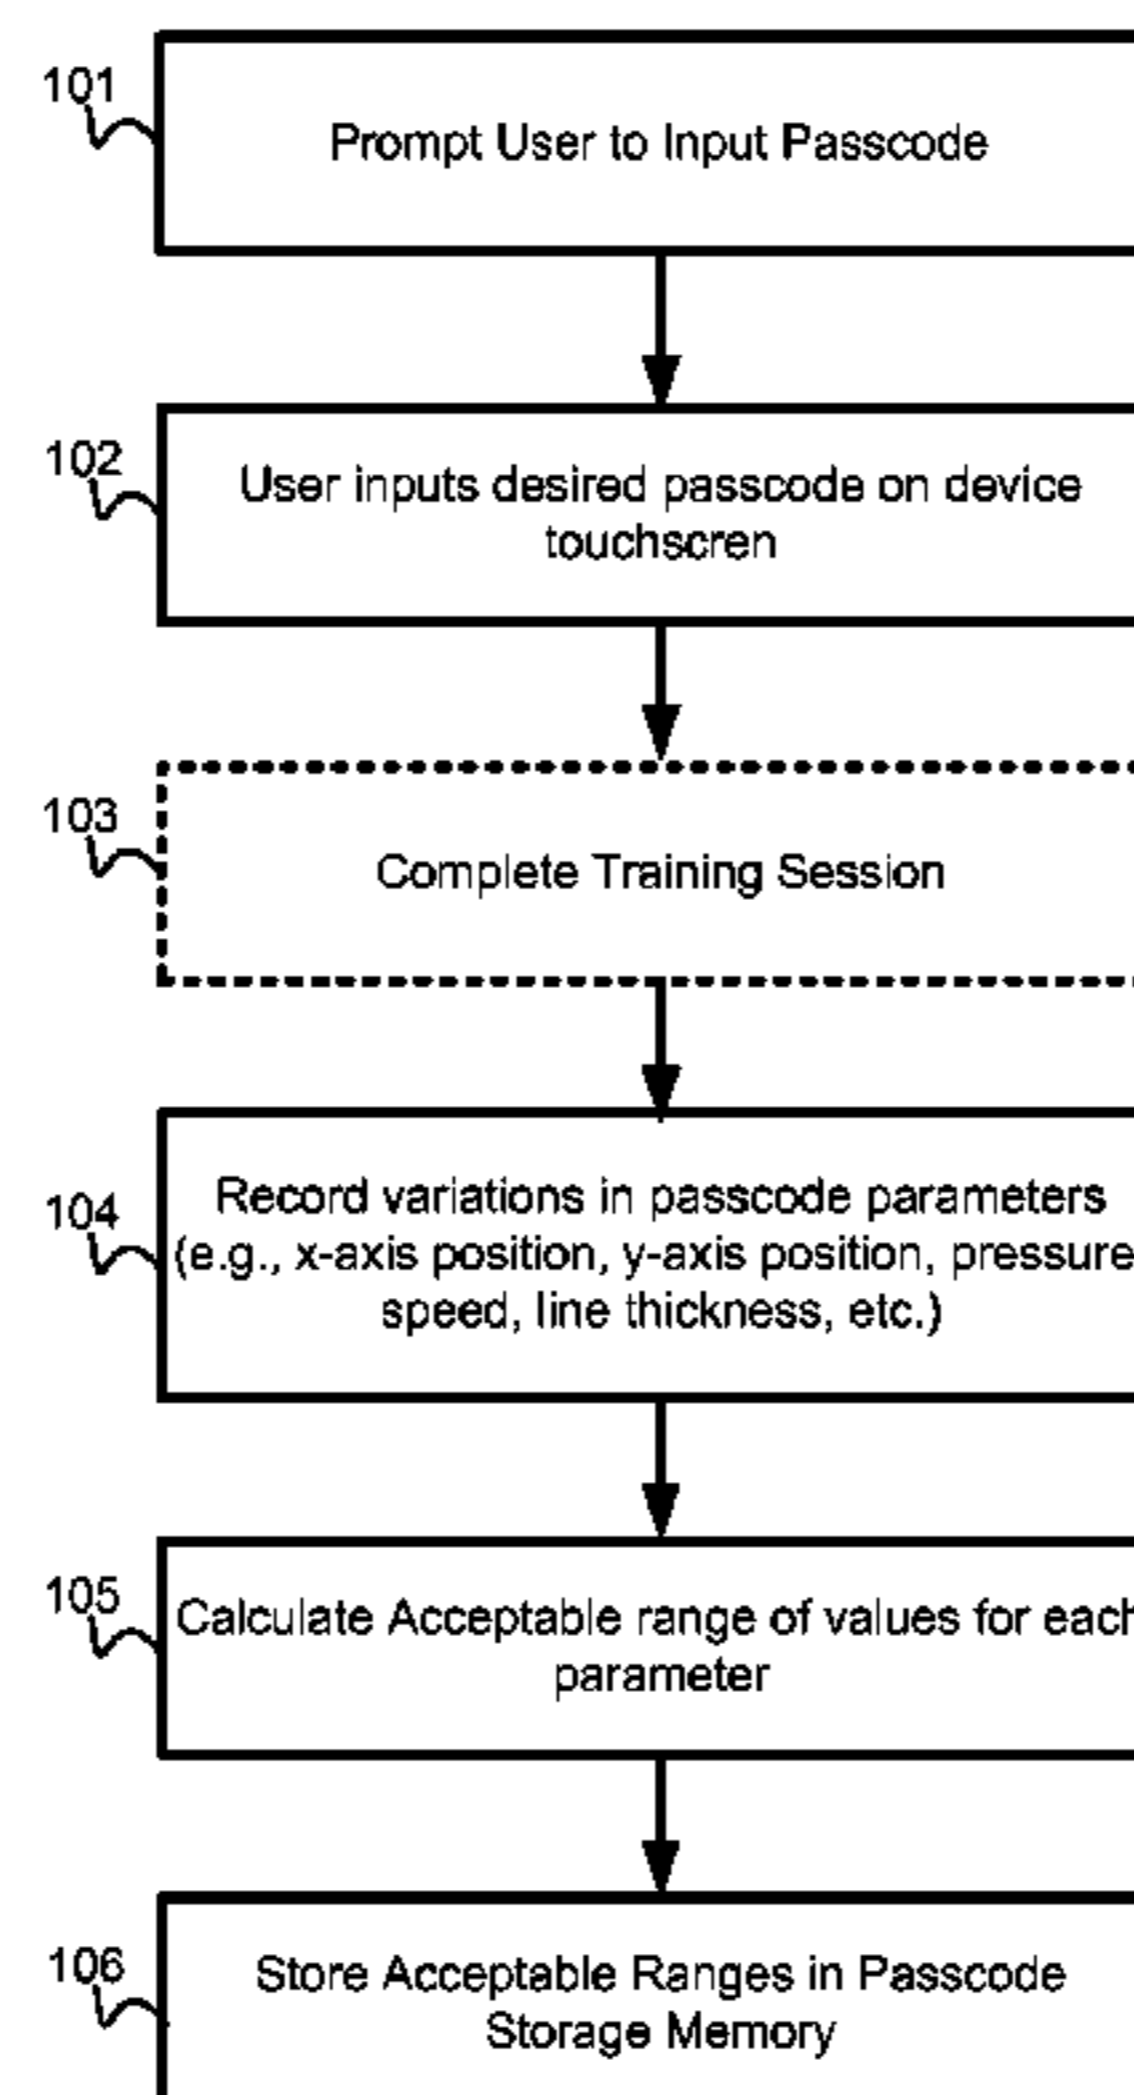 101
Prompt User to Input Passcode
102
User inputs desired passcode on device
touchscren
103
Complete Training Session
104
Record variations in passcode parameters
(e.g., x-axis position, y-axis position, pressure
speed, line thickness, etc.)
105
Calculate Acceptable range of values for each
parameter
106
Store Acceptable Ranges in Passcode
Storage Memory